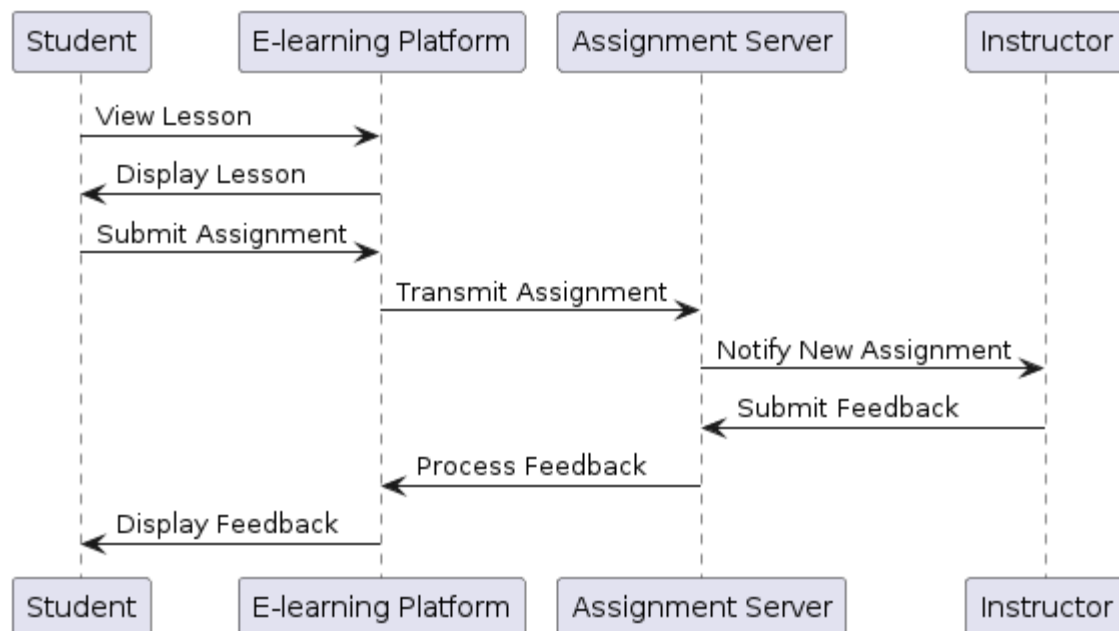 Student E-learning Platform Assignment Server Instructor
View Lesson
Display Lesson
Submit Assignment
Transmit Assignment
Notify New Assignment
Submit Feedback
Process Feedback
Display Feedback
Student E-learning Platform Assignment Server Instructor